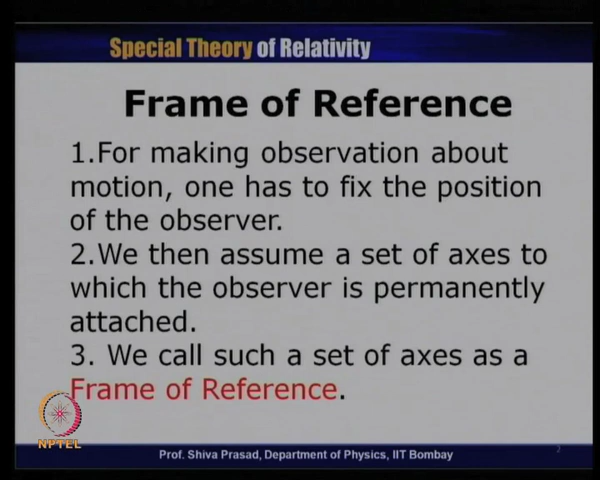 Special Theory of Relativity
Frame of Reference
1.For making observation about
motion, one has to fix the position
of the observer.
2.We then assume a set of axes to
which the observer is permanently
attached.
3. We call such a set of axes as a
Frame of Reference.
NPTEL
Prof. Shiva Prasad, Department of Physics, IIT Bombay
2